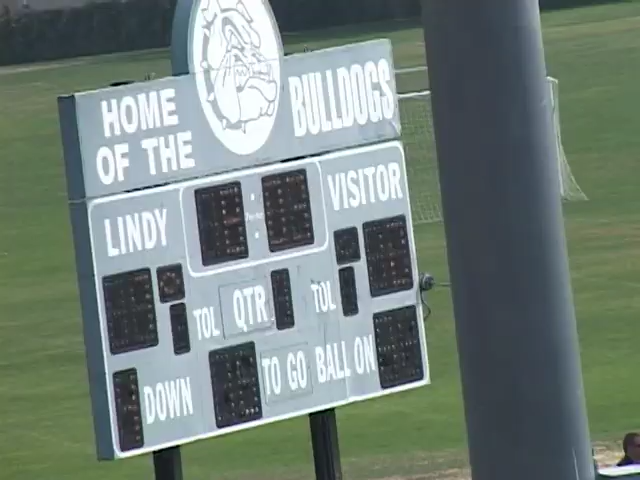 HOME
OF THE
BULLDOGS
LINDY
VISITOR
TOL
QTR
TOL
DOWN
TO GO
BALL ON